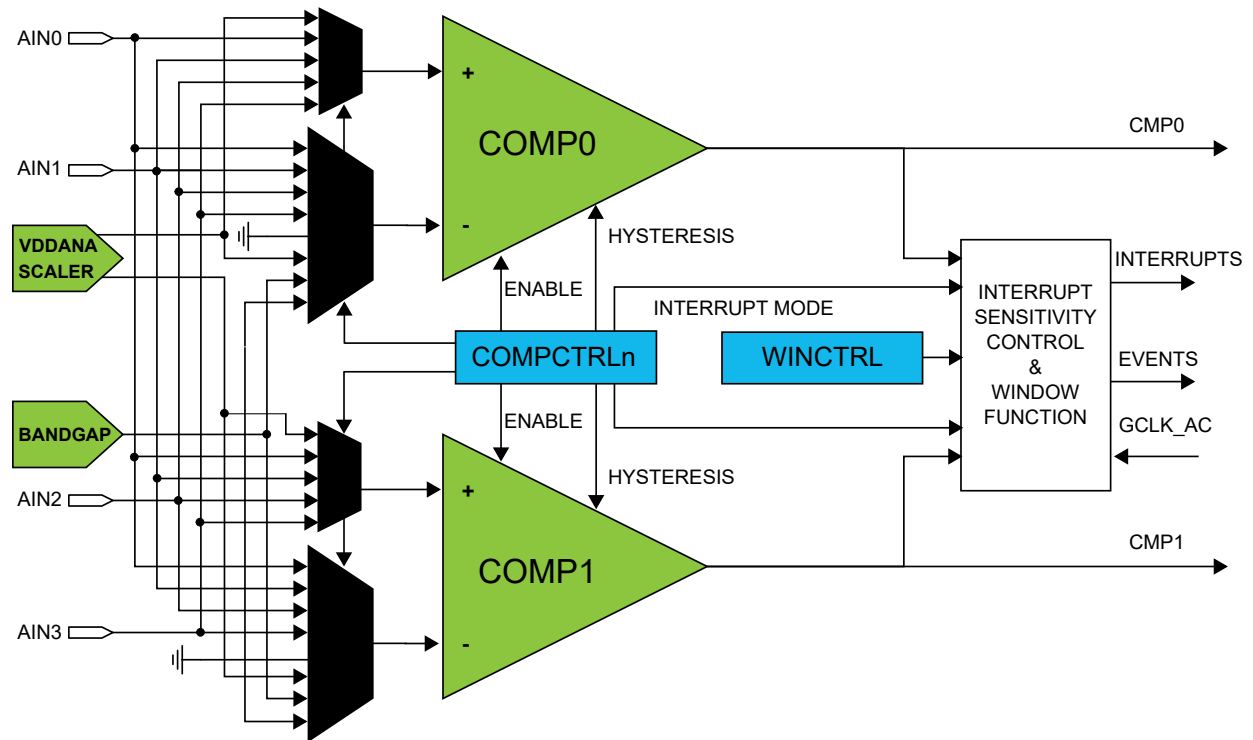 AIN0
+
COMP0
-
CMP0
AIN1
VDDANA
SCALER
HYSTERESIS
ENABLE
INTERRUPT MODE
COMPCTRLn
WINCTRL
INTERRUPT
SENSITIVITY
CONTROL
&
WINDOW
FUNCTION
INTERRUPTS
EVENTS
GCLK_AC
BANDGAP
ENABLE
HYSTERESIS
AIN2
+
COMP1
-
CMP1
AIN3